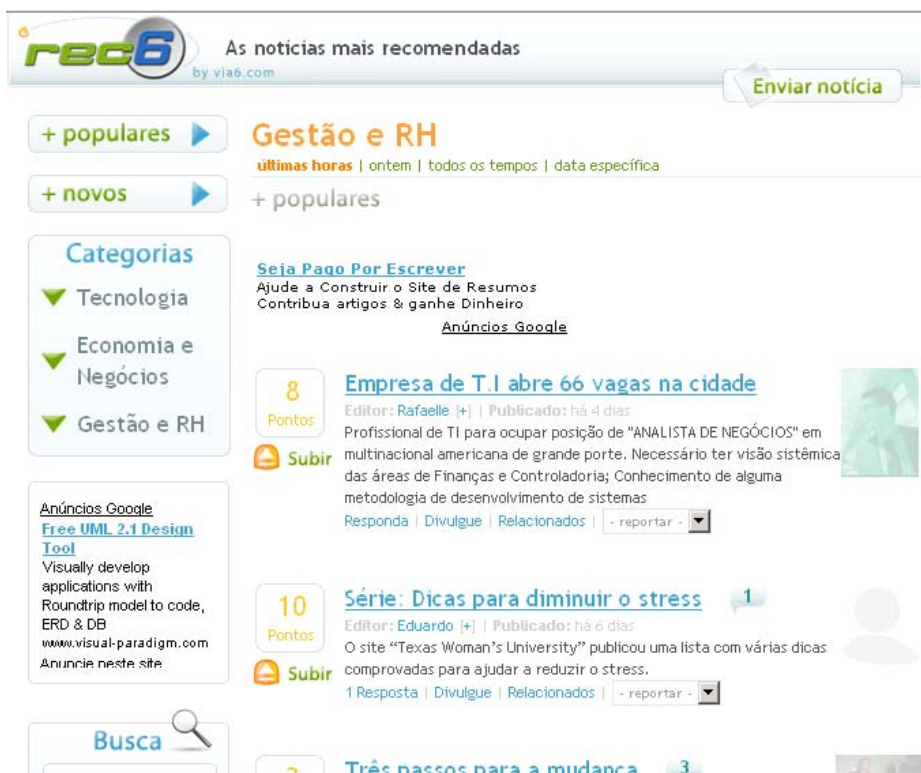 rec6
by via6.com
As notícias mais recomendadas
Enviar notícia
+ populares
+ novos
Categorias
Tecnologia
Economia e
Negócios
Gestão e RH
Anúncios Google
Free UML 2.1 Design
Tool
Visually develop
applications with
Roundtrip model to code,
ERD & DB
www.visual-paradigm.com
Anuncie neste site
Busca
Gestão e RH
últimas horas | ontem | todos os tempos | data específica
+ populares
Seja Pago Por Escrever
Ajude a Construir o Site de Resumos
Contribua artigos & ganhe Dinheiro
Anúncios Google
8
Pontos
Subir
Empresa de T.I abre 66 vagas na cidade
Editor: Rafaelle [+] | Publicado: há 4 dias
Profissional de TI para ocupar posição de "ANALISTA DE NEGÓCIOS" em
multinacional americana de grande porte. Necessário ter visão sistêmica
das áreas de Finanças e Controladoria; Conhecimento de alguma
metodologia de desenvolvimento de sistemas
Responda | Divulgue | Relacionados | - reportar -
10
Pontos
Subir
Série: Dicas para diminuir o stress 1
Editor: Eduardo [+] | Publicado: há 6 dias
O site “Texas Woman's University” publicou uma lista com várias dicas
comprovadas para ajudar a reduzir o stress.
1 Resposta | Divulgue | Relacionados | - reportar -
Três passos para a mudança 3